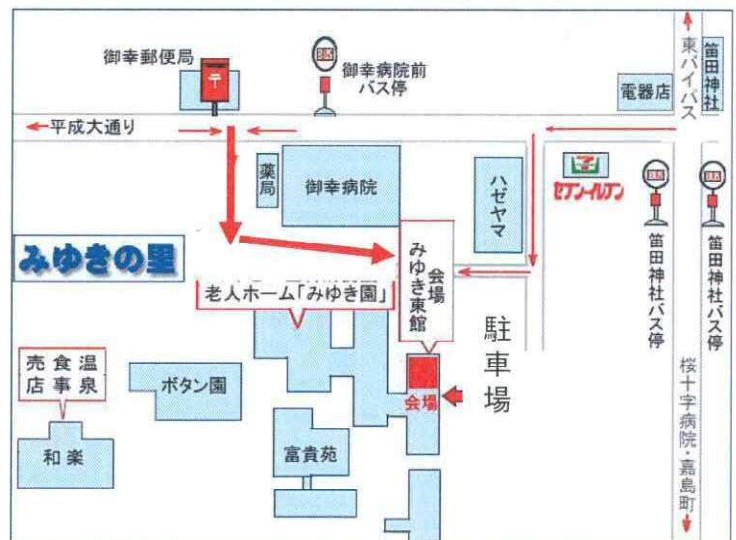 御幸郵便局
〒
御幸病院前
バス停
電器店
東バイパス
笛田神社
←平成大通り
薬局
御幸病院
ハゼヤマ
セブン-イレブン
笛田神社バス停
笛田神社バス停
みゆきの里
会場
みゆき東館
老人ホーム「みゆき園」
駐車場
温泉
食事
売店
ボタン園
会場
和楽
富貴苑
桜十字病院・嘉島町